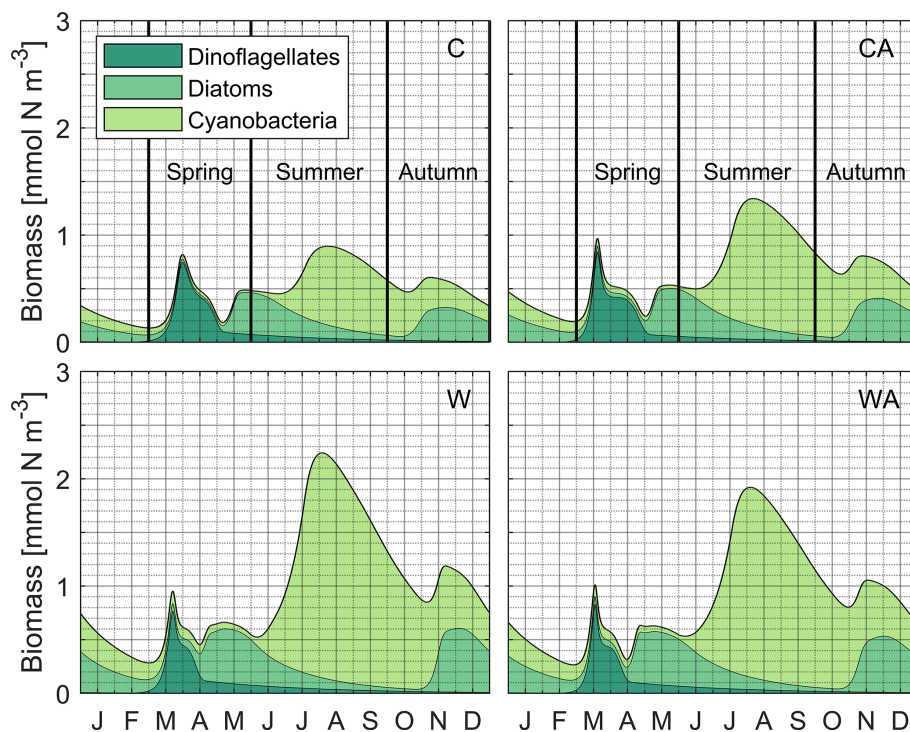 3
2
1
0
Biomass [mmol N m⁻³]
Dinoflagellates
Diatoms
Cyanobacteria
C
Spring
Summer
Autumn
CA
Spring
Summer
Autumn
3
2
1
0
Biomass [mmol N m⁻³]
W
J F M A M J J A S O N D
WA
J F M A M J J A S O N D